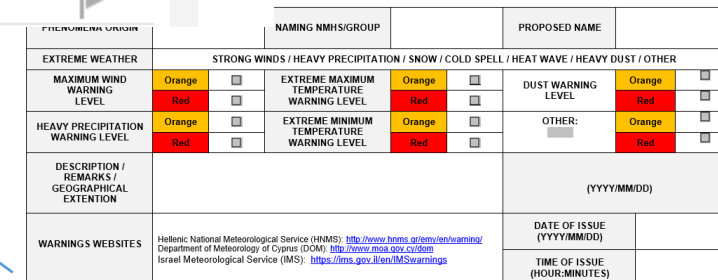 PHENOMENA ORIGIN
NAMING NMHS/GROUP
PROPOSED NAME
EXTREME WEATHER
STRONG WINDS / HEAVY PRECIPITATION / SNOW / COLD SPELL / HEAT WAVE / HEAVY DUST / OTHER
MAXIMUM WIND
WARNING
LEVEL
Orange
Red
EXTREME MAXIMUM
TEMPERATURE
WARNING LEVEL
Orange
Red
DUST WARNING
LEVEL
Orange
Red
HEAVY PRECIPITATION
WARNING LEVEL
Orange
Red
EXTREME MINIMUM
TEMPERATURE
WARNING LEVEL
Orange
Red
OTHER:
Orange
Red
DESCRIPTION /
REMARKS /
GEOGRAPHICAL
EXTENTION
(YYYY/MM/DD)
WARNINGS WEBSITES
Hellenic National Meteorological Service (HNMS): http://www.hnms.gr/emy/en/warning/
Department of Meteorology of Cyprus (DOM): http://www.moa.gov.cy/dom
Israel Meteorological Service (IMS): https://ims.gov.il/en/IMSwarnings
DATE OF ISSUE
(YYYY/MM/DD)
TIME OF ISSUE
(HOUR:MINUTES)